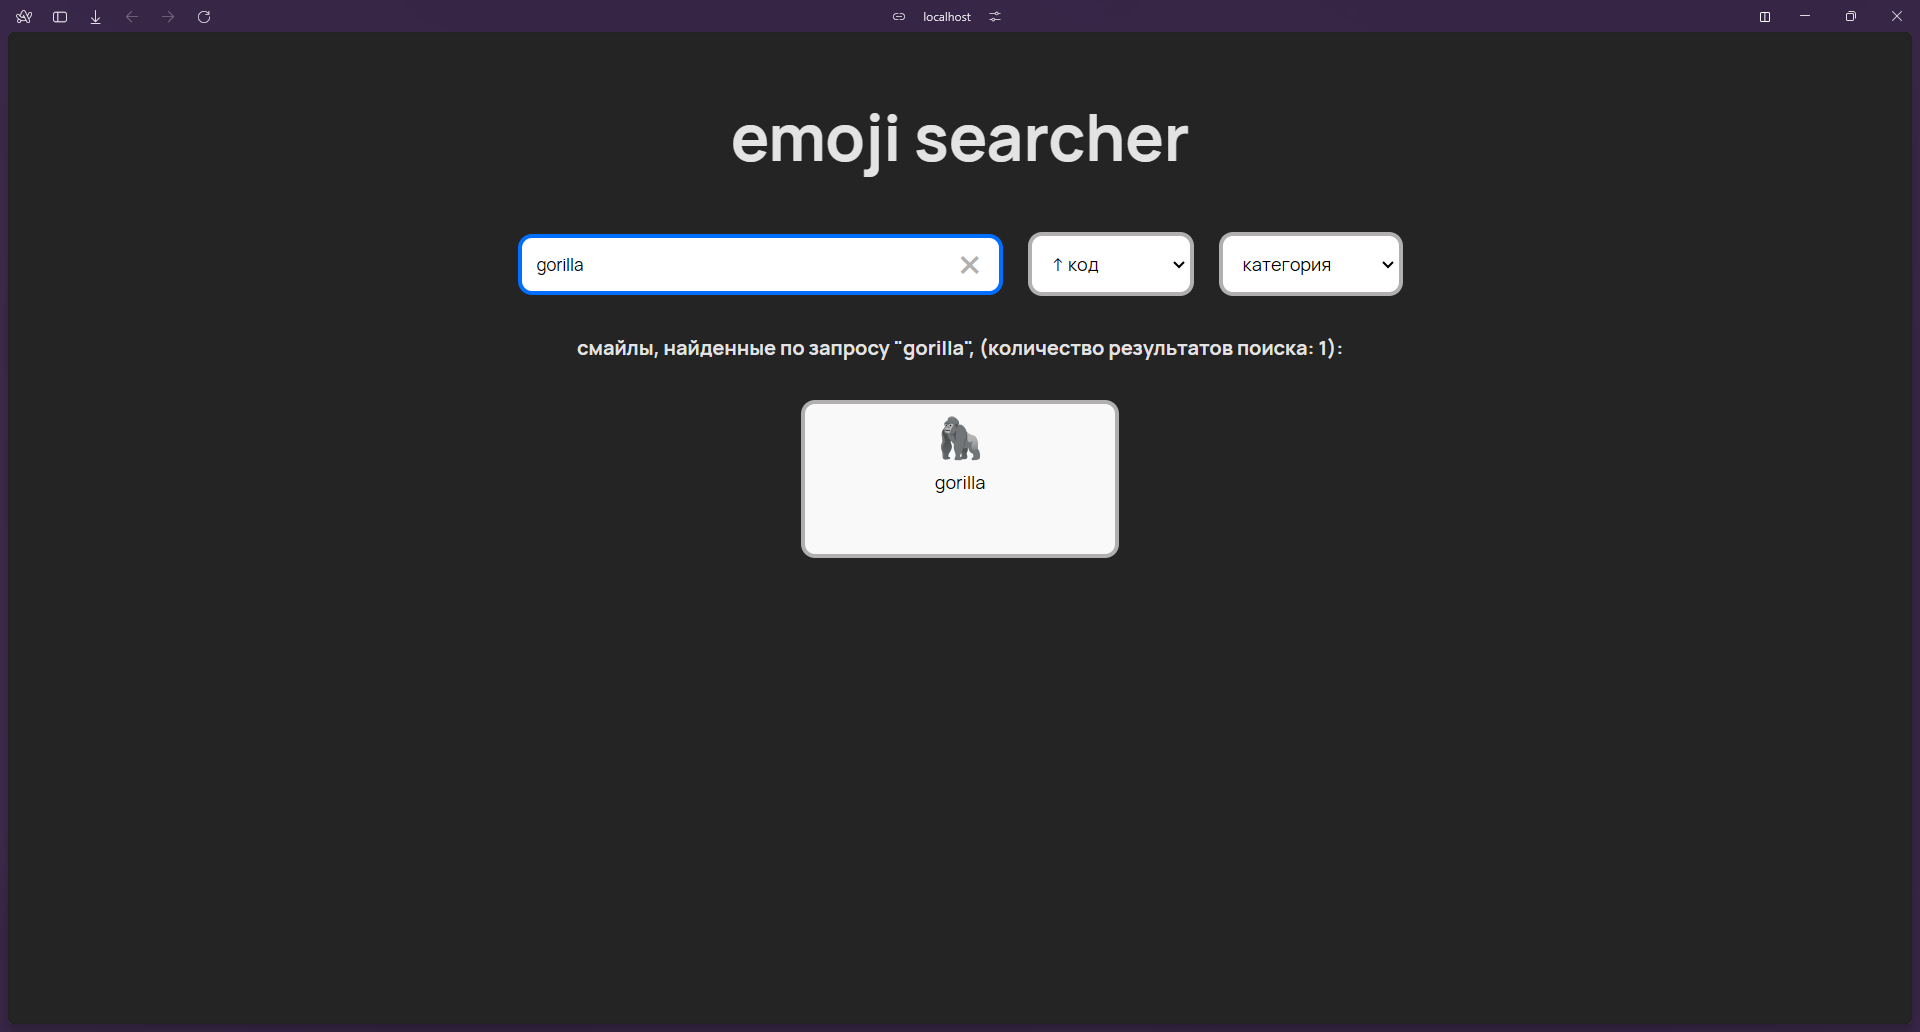 localhost
emoji searcher
gorilla
↑ код
категория
смайлы, найденные по запросу "gorilla", (количество результатов поиска: 1):
gorilla